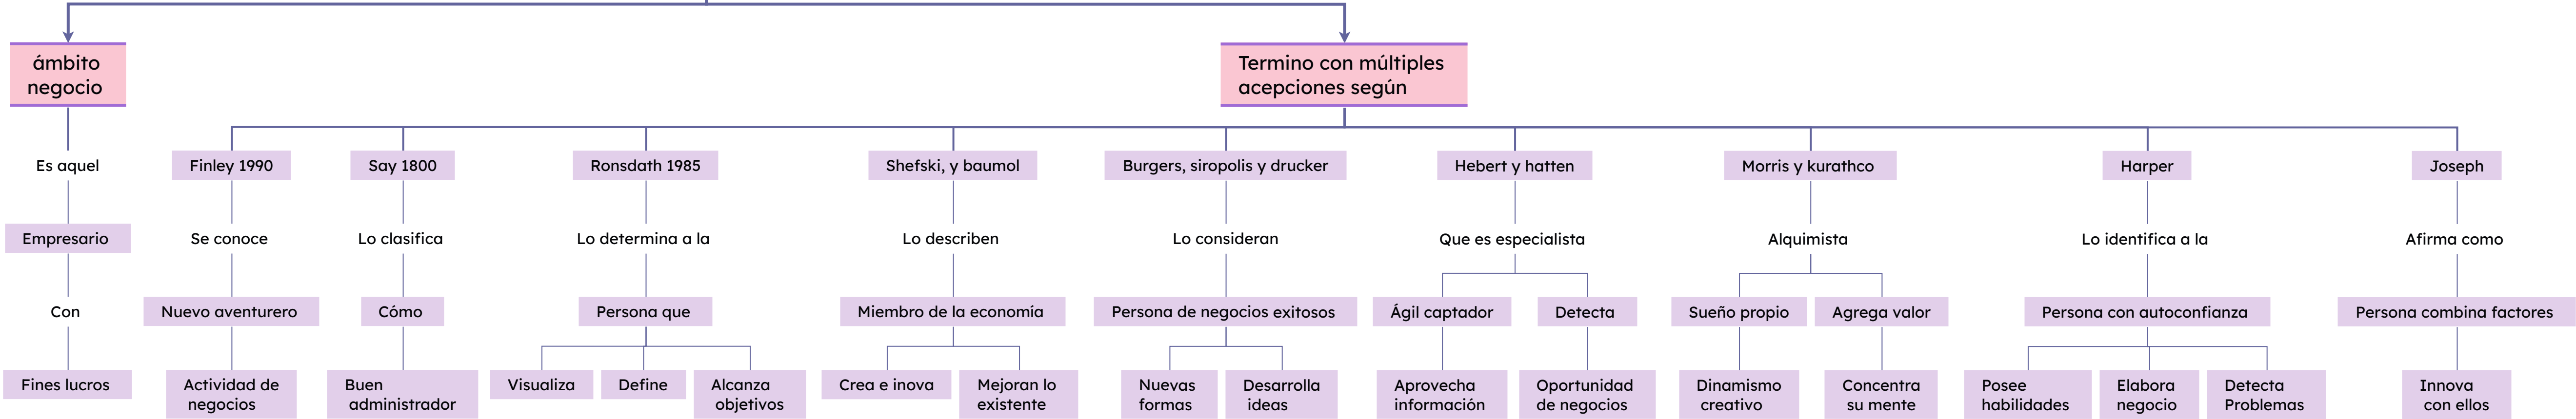 ámbito
negocio
Termino con múltiples
acepciones según
Es aquel
Finley 1990
Say 1800
Ronsdath 1985
Shefski, y baumol
Burgers, siropolis y drucker
Hebert y hatten
Morris y kurathco
Harper
Joseph
Empresario
Se conoce
Lo clasifica
Lo determina a la
Lo describen
Lo consideran
Que es especialista
Alquimista
Lo identifica a la
Afirma como
Con
Nuevo aventurero
Cómo
Persona que
Miembro de la economía
Persona de negocios exitosos
Ágil captador
Detecta
Sueño propio
Agrega valor
Persona con autoconfianza
Persona combina factores
Fines lucros
Actividad de
negocios
Buen
administrador
Visualiza
Define
Alcanza
objetivos
Crea e inova
Mejoran lo
existente
Nuevas
formas
Desarrolla
ideas
Aprovecha
información
Oportunidad
de negocios
Dinamismo
creativo
Concentra
su mente
Posee
habilidades
Elabora
negocio
Detecta
Problemas
Innova
con ellos